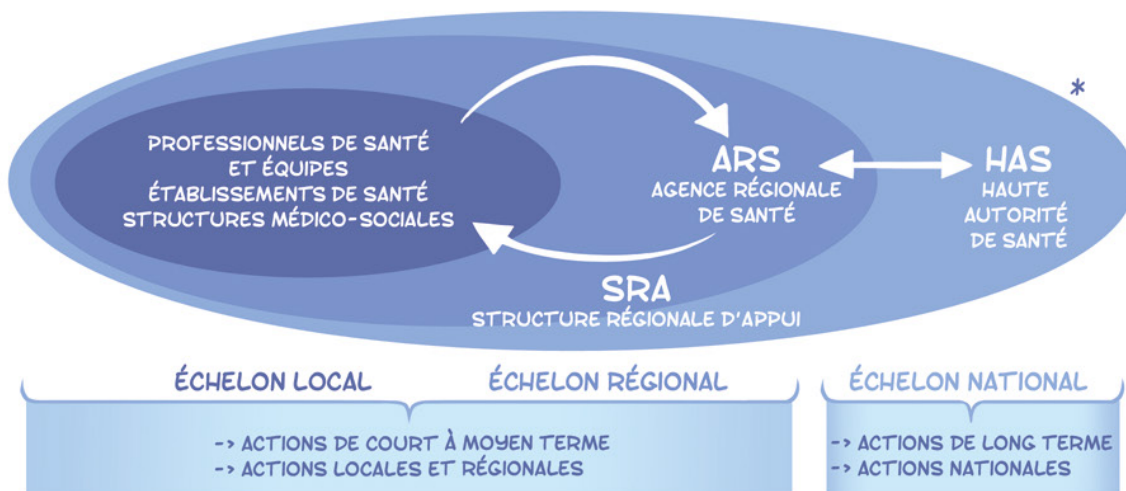 *
PROFESSIONNELS DE SANTÉ
ET ÉQUIPES
ÉTABLISSEMENTS DE SANTÉ
STRUCTURES MÉDICO-SOCIALES
ARS
AGENCE RÉGIONALE
DE SANTÉ
HAS
HAUTE
AUTORITÉ
DE SANTÉ
SRA
STRUCTURE RÉGIONALE D'APPUI
ÉCHELON LOCAL
ÉCHELON RÉGIONAL
ÉCHELON NATIONAL
-> ACTIONS DE COURT À MOYEN TERME
-> ACTIONS LOCALES ET RÉGIONALES
-> ACTIONS DE LONG TERME
-> ACTIONS NATIONALES